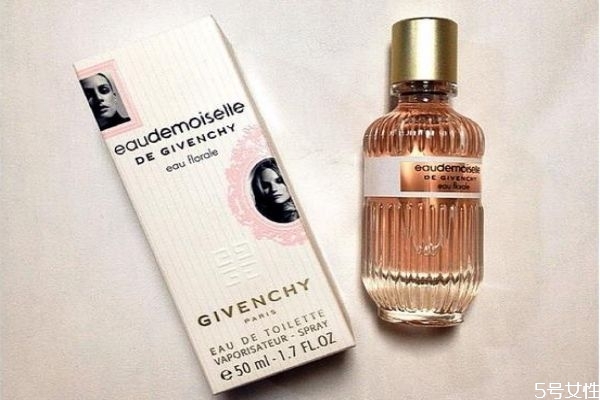 eaudemoiselle
DE GIVENCHY
eau florale
GIVENCHY
PARIS
EAU DE TOILETTE
VAPORISATEUR - SPRAY
e 50 ml - 1.7 FL.OZ
eaudemoiselle
DE GIVENCHY
eau florale
5号女性